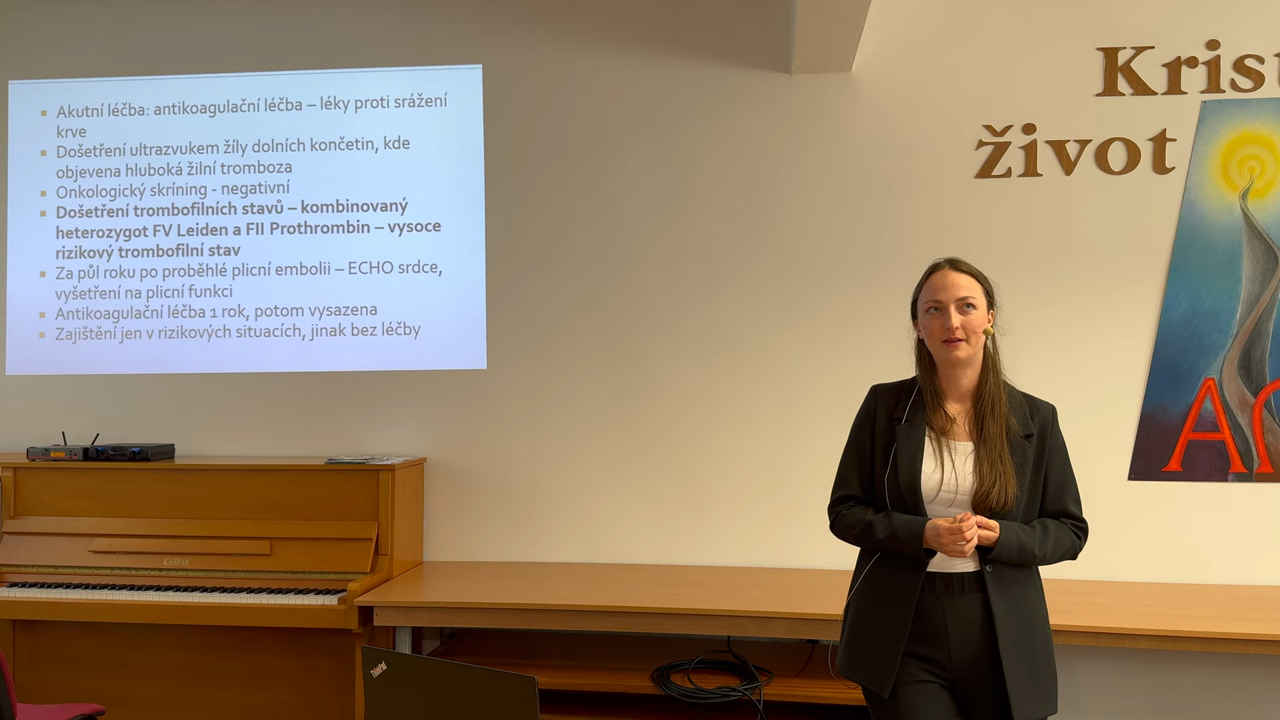 Akutní léčba: antikoagulační léčba – léky proti srážení
krve
Došetření ultrazvukem žíly dolních končetin, kde
objevena hluboká žilní tromboza
Onkologický skríning - negativní
Došetření trombofilních stavů – kombinovaný
heterozygot FV Leiden a FII Prothrombin – vysoce
rizikový trombofilní stav
Za půl roku po proběhlé plicní embolii – ECHO srdce,
vyšetření na plicní funkci
Antikoagulační léčba 1 rok, potom vysazena
Zajištění jen v rizikových situacích, jinak bez léčby
Krist
život
ΑΩ
KAŠPAR
ThinkPad